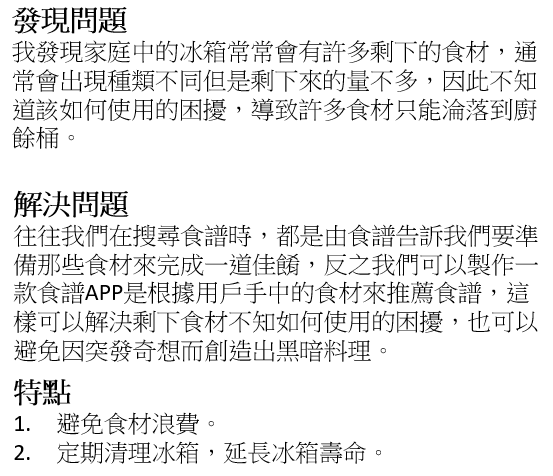 發現問題
我發現家庭中的冰箱常常會有許多剩下的食材，通
常會出現種類不同但是剩下來的量不多，因此不知
道該如何使用的困擾，導致許多食材只能淪落到廚
餘桶。
解決問題
往往我們在搜尋食譜時，都是由食譜告訴我們要準
備那些食材來完成一道佳餚，反之我們可以製作一
款食譜APP是根據用戶手中的食材來推薦食譜，這
樣可以解決剩下食材不知如何使用的困擾，也可以
避免因突發奇想而創造出黑暗料理。
特點
1. 避免食材浪費。
2. 定期清理冰箱，延長冰箱壽命。